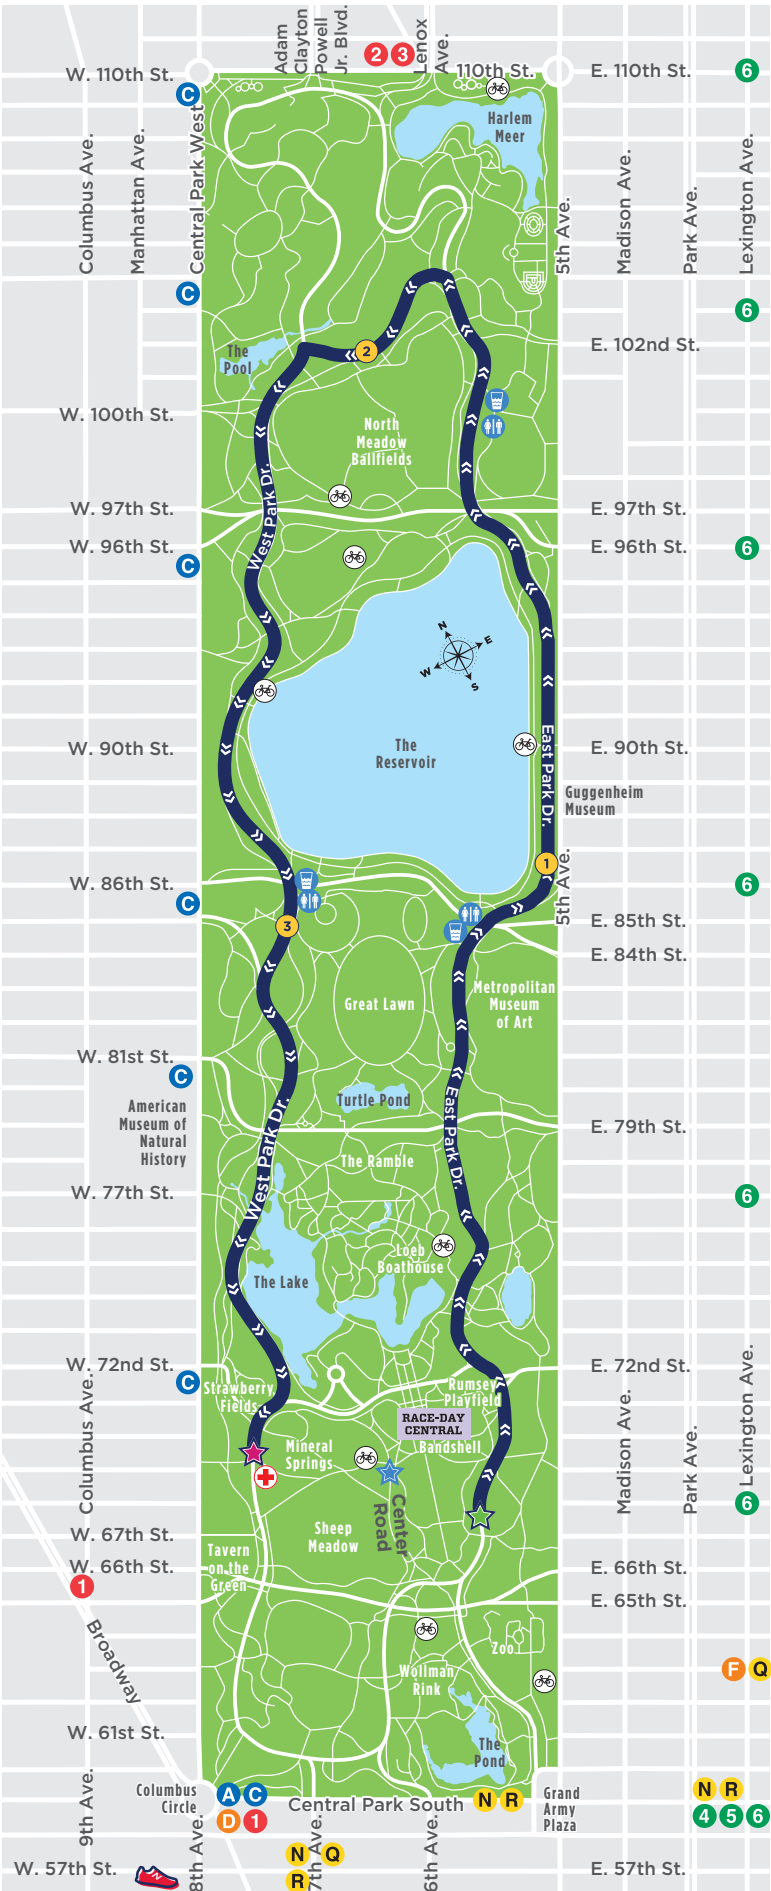 Adam
Clayton
Powell
Jr. Blvd.
2 3
Lenox
Ave.
W. 110th St.
110th St.
E. 110th St.
6
C
Harlem
Meer
Columbus Ave.
Manhattan Ave.
Central Park West
5th Ave.
Madison Ave.
Park Ave.
Lexington Ave.
C
6
The
Pool
2
E. 102nd St.
W. 100th St.
North
Meadow
Ballfields
West Park Dr.
W. 97th St.
E. 97th St.
W. 96th St.
E. 96th St.
6
C
N
E
W
S
W. 90th St.
The
Reservoir
East Park Dr.
E. 90th St.
Guggenheim
Museum
1
5th Ave.
W. 86th St.
6
C
3
E. 85th St.
E. 84th St.
Great Lawn
Metropolitan
Museum
of Art
W. 81st St.
C
American
Museum of
Natural
History
Turtle Pond
West Park Dr.
East Park Dr.
E. 79th St.
The Ramble
W. 77th St.
6
Loeb
Boathouse
The Lake
W. 72nd St.
E. 72nd St.
C
Strawberry
Fields
Rumsey
Playfield
RACE-DAY
CENTRAL
Bandshell
Mineral
Springs
Columbus Ave.
Madison Ave.
Park Ave.
Lexington Ave.
6
Center
Road
Sheep
Meadow
W. 67th St.
Tavern
on the
Green
W. 66th St.
E. 66th St.
1
E. 65th St.
Broadway
Zoo
Wollman
Rink
F Q
W. 61st St.
The
Pond
Columbus
Circle
A C
D 1
Central Park South
N R
Grand
Army
Plaza
N R
4 5 6
9th Ave.
8th Ave.
7th Ave.
6th Ave.
N Q
R
W. 57th St.
N
E. 57th St.